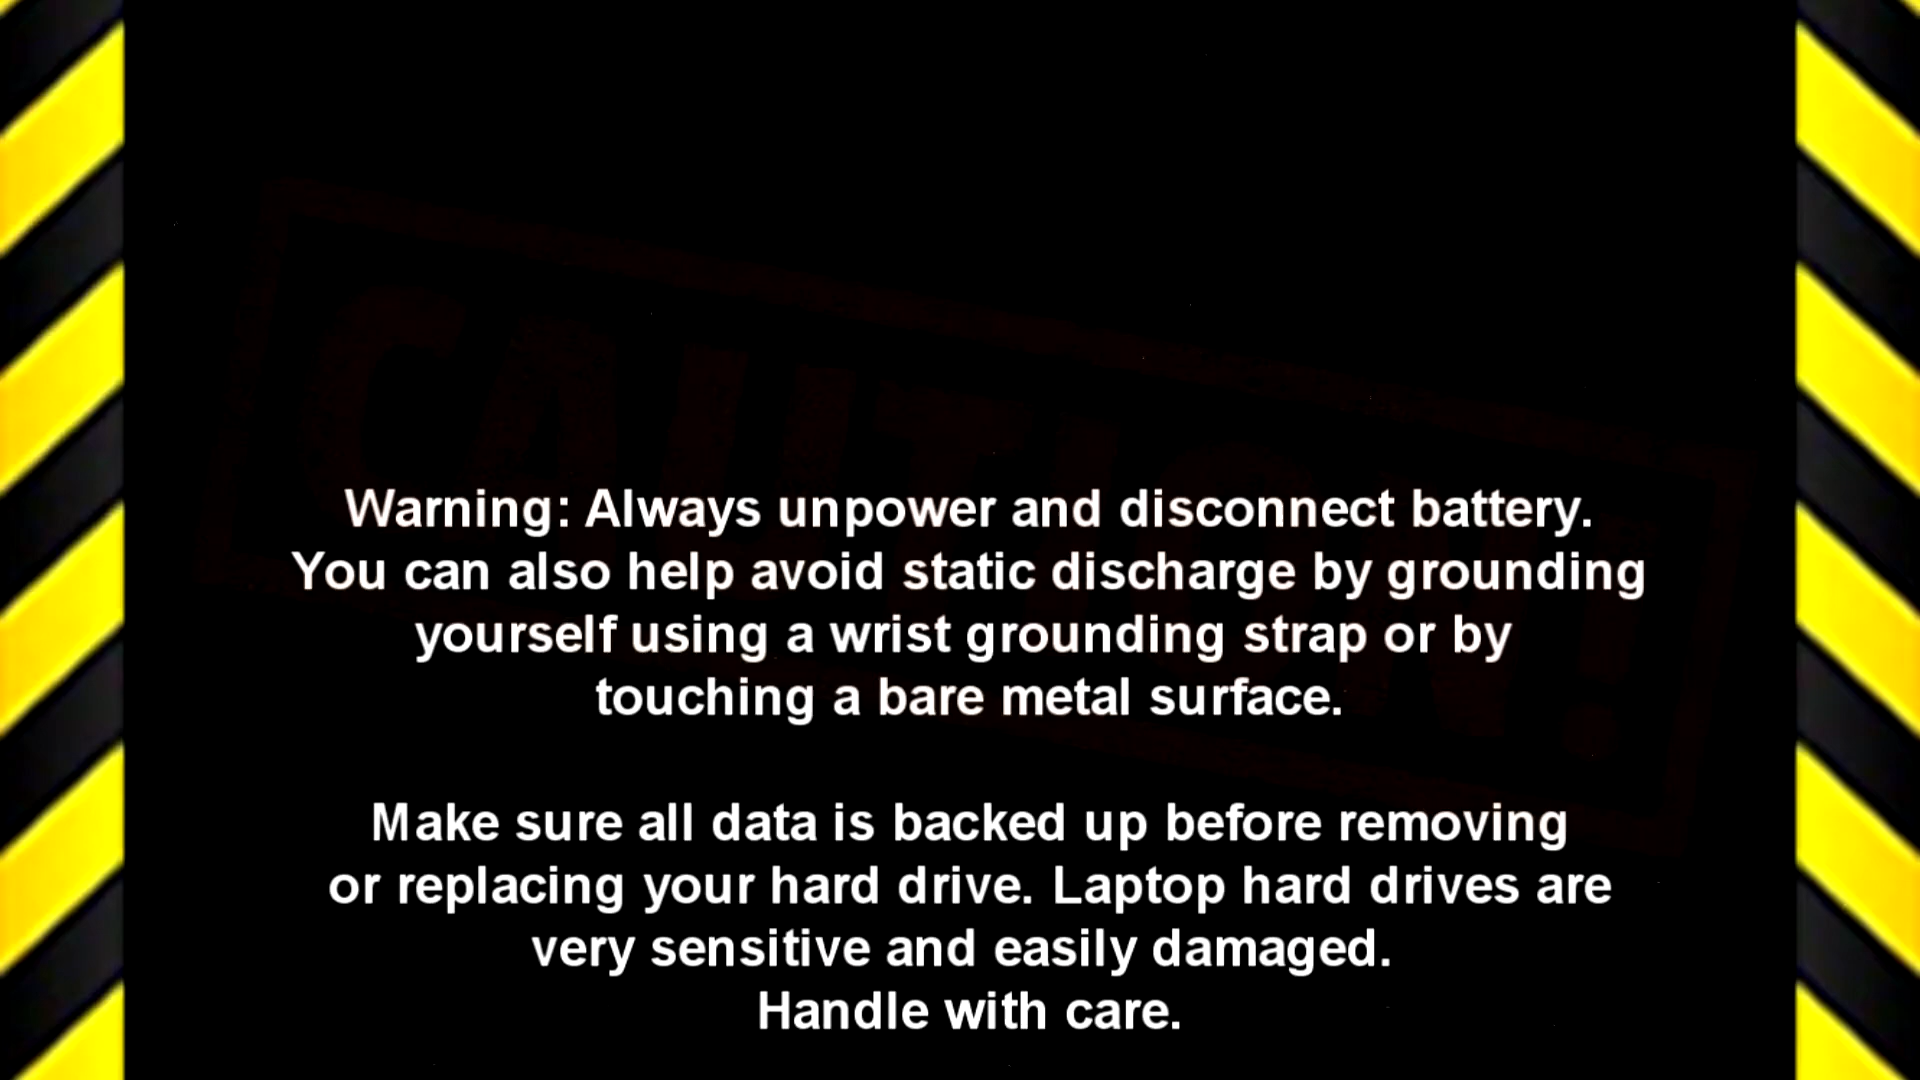 CAUTION!
Warning: Always unpower and disconnect battery.
You can also help avoid static discharge by grounding
yourself using a wrist grounding strap or by
touching a bare metal surface.
Make sure all data is backed up before removing
or replacing your hard drive. Laptop hard drives are
very sensitive and easily damaged.
Handle with care.